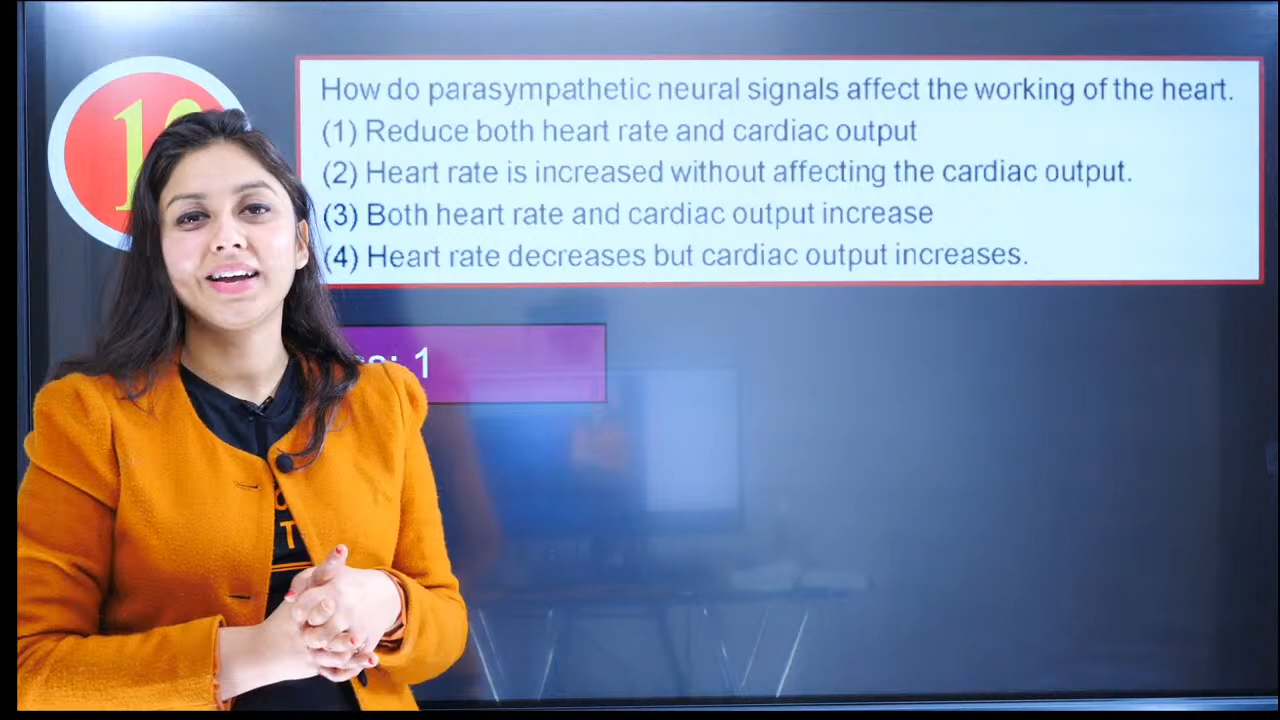 How do parasympathetic neural signals affect the working of the heart.
(1) Reduce both heart rate and cardiac output
(2) Heart rate is increased without affecting the cardiac output.
(3) Both heart rate and cardiac output increase
(4) Heart rate decreases but cardiac output increases.
1